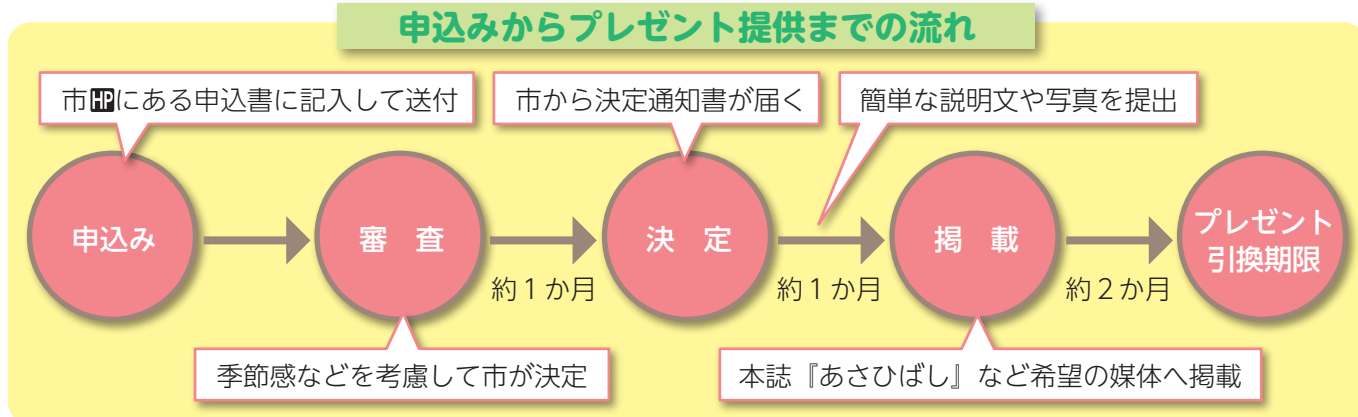 申込みからプレゼント提供までの流れ
市HPにある申込書に記入して送付
市から決定通知書が届く
簡単な説明文や写真を提出
申込み
審　査
決　定
掲　載
プレゼント
引換期限
約１か月
約１か月
約２か月
季節感などを考慮して市が決定
本誌『あさひばし』など希望の媒体へ掲載